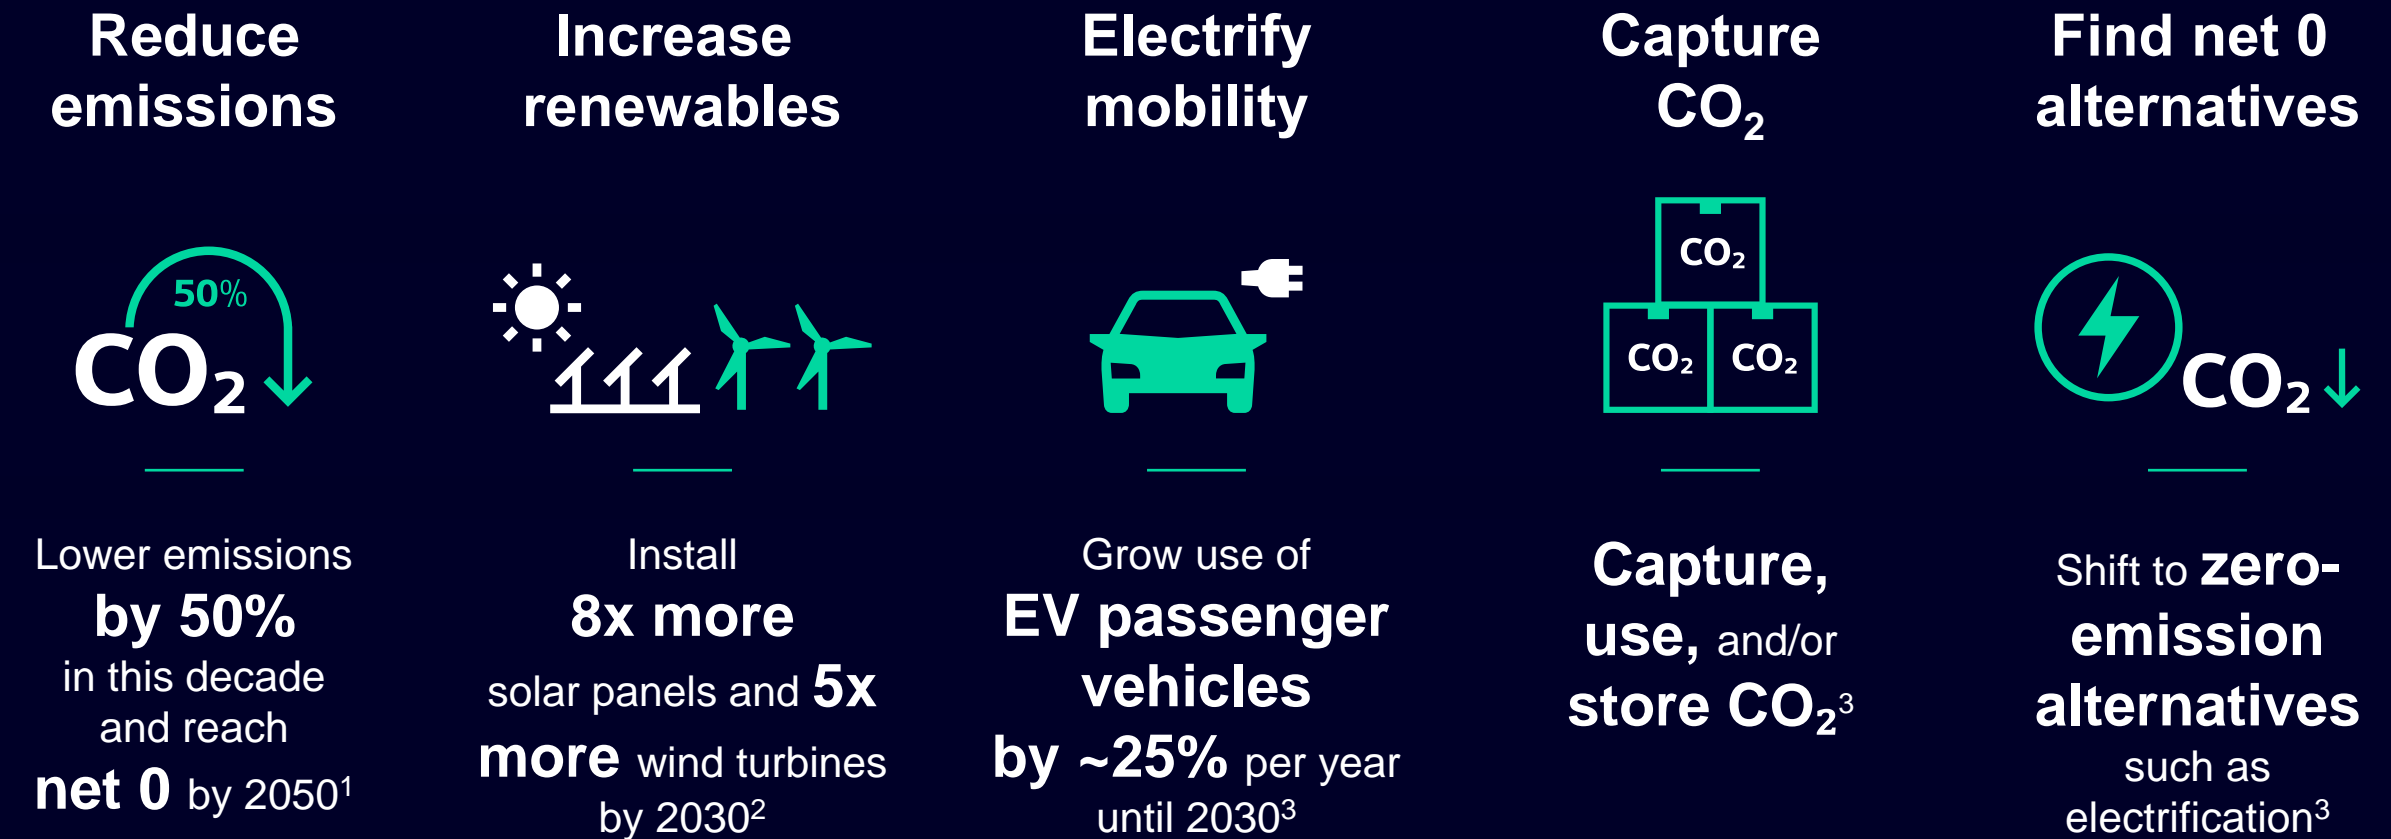 Reduce
emissions
50%
CO₂
Lower emissions
by 50%
in this decade
and reach
net 0 by 2050¹
Increase
renewables
Install
8x more
solar panels and 5x
more wind turbines
by 2030²
Electrify
mobility
Grow use of
EV passenger
vehicles
by ~25% per year
until 2030³
Capture
CO₂
CO₂
CO₂ CO₂
Capture,
use, and/or
store CO₂³
Find net 0
alternatives
CO₂
Shift to zero-
emission
alternatives
such as
electrification³